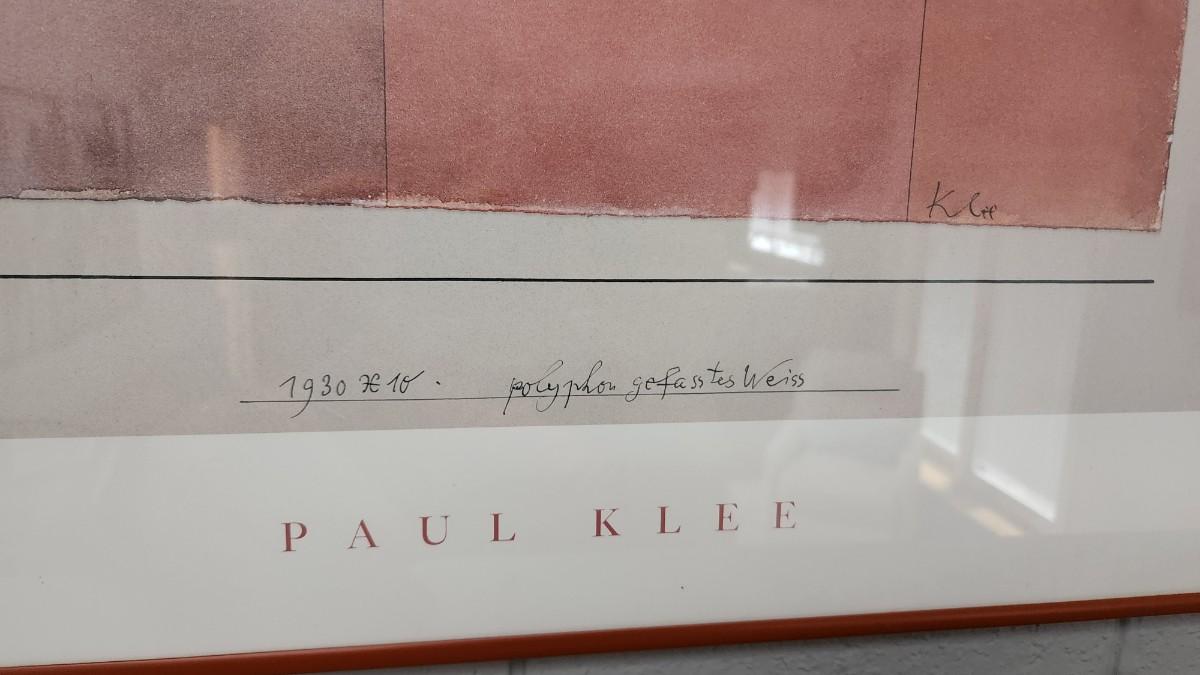 Klee
1930 X 10. polyphon gefasstes Weiss
PAUL KLEE